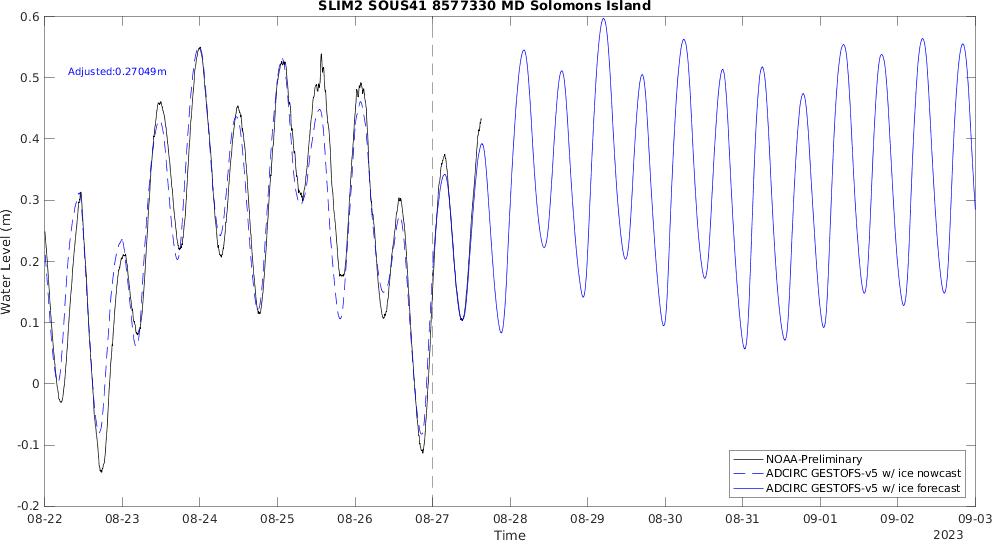 SLIM2 SOUS41 8577330 MD Solomons Island
0.6
0.5
0.4
0.3
0.2
0.1
0
-0.1
-0.2
Water Level (m)
Adjusted:0.27049m
NOAA-Preliminary
ADCIRC GESTOFS-v5 w/ ice nowcast
ADCIRC GESTOFS-v5 w/ ice forecast
08-22 08-23 08-24 08-25 08-26 08-27 08-28 08-29 08-30 08-31 09-01 09-02 09-03
Time
2023